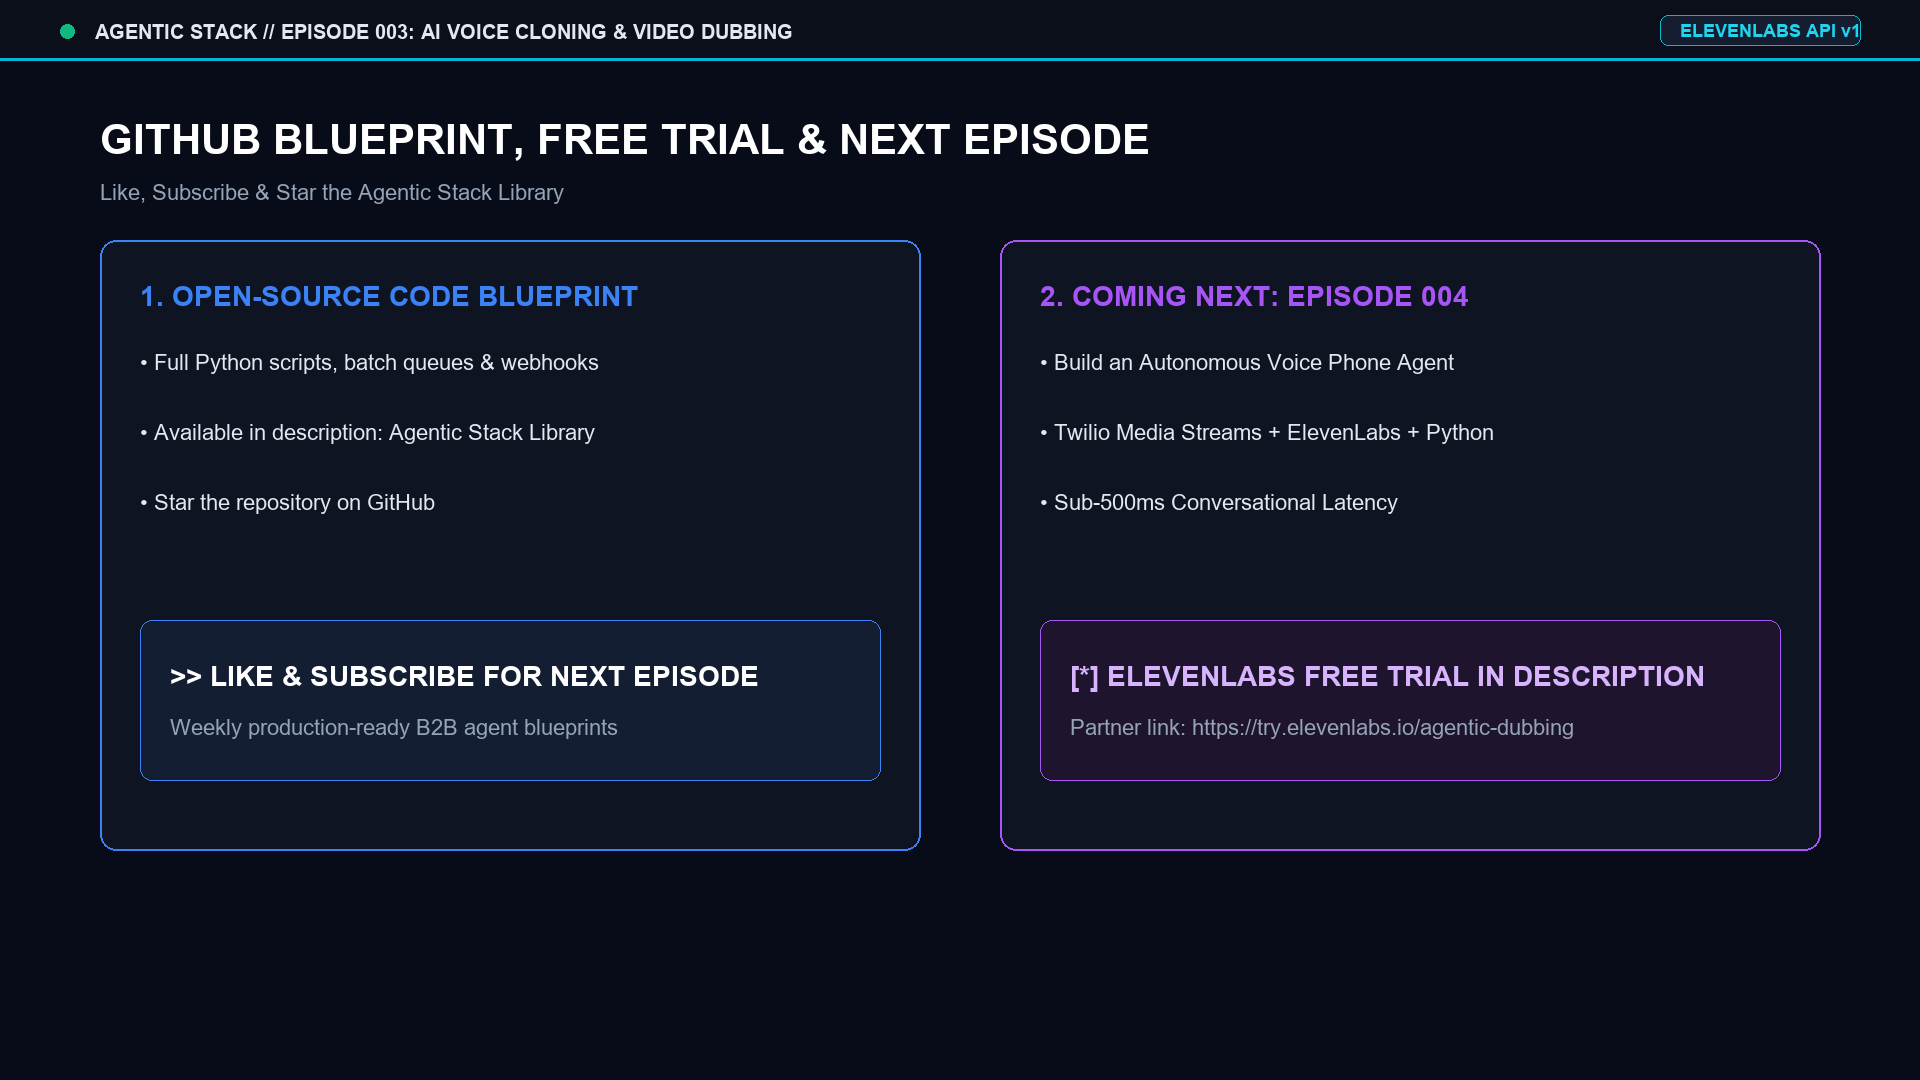 AGENTIC STACK // EPISODE 003: AI VOICE CLONING & VIDEO DUBBING
ELEVENLABS API v1
GITHUB BLUEPRINT, FREE TRIAL & NEXT EPISODE
Like, Subscribe & Star the Agentic Stack Library
1. OPEN-SOURCE CODE BLUEPRINT
• Full Python scripts, batch queues & webhooks
• Available in description: Agentic Stack Library
• Star the repository on GitHub
>> LIKE & SUBSCRIBE FOR NEXT EPISODE
Weekly production-ready B2B agent blueprints
2. COMING NEXT: EPISODE 004
• Build an Autonomous Voice Phone Agent
• Twilio Media Streams + ElevenLabs + Python
• Sub-500ms Conversational Latency
[*] ELEVENLABS FREE TRIAL IN DESCRIPTION
Partner link: https://try.elevenlabs.io/agentic-dubbing